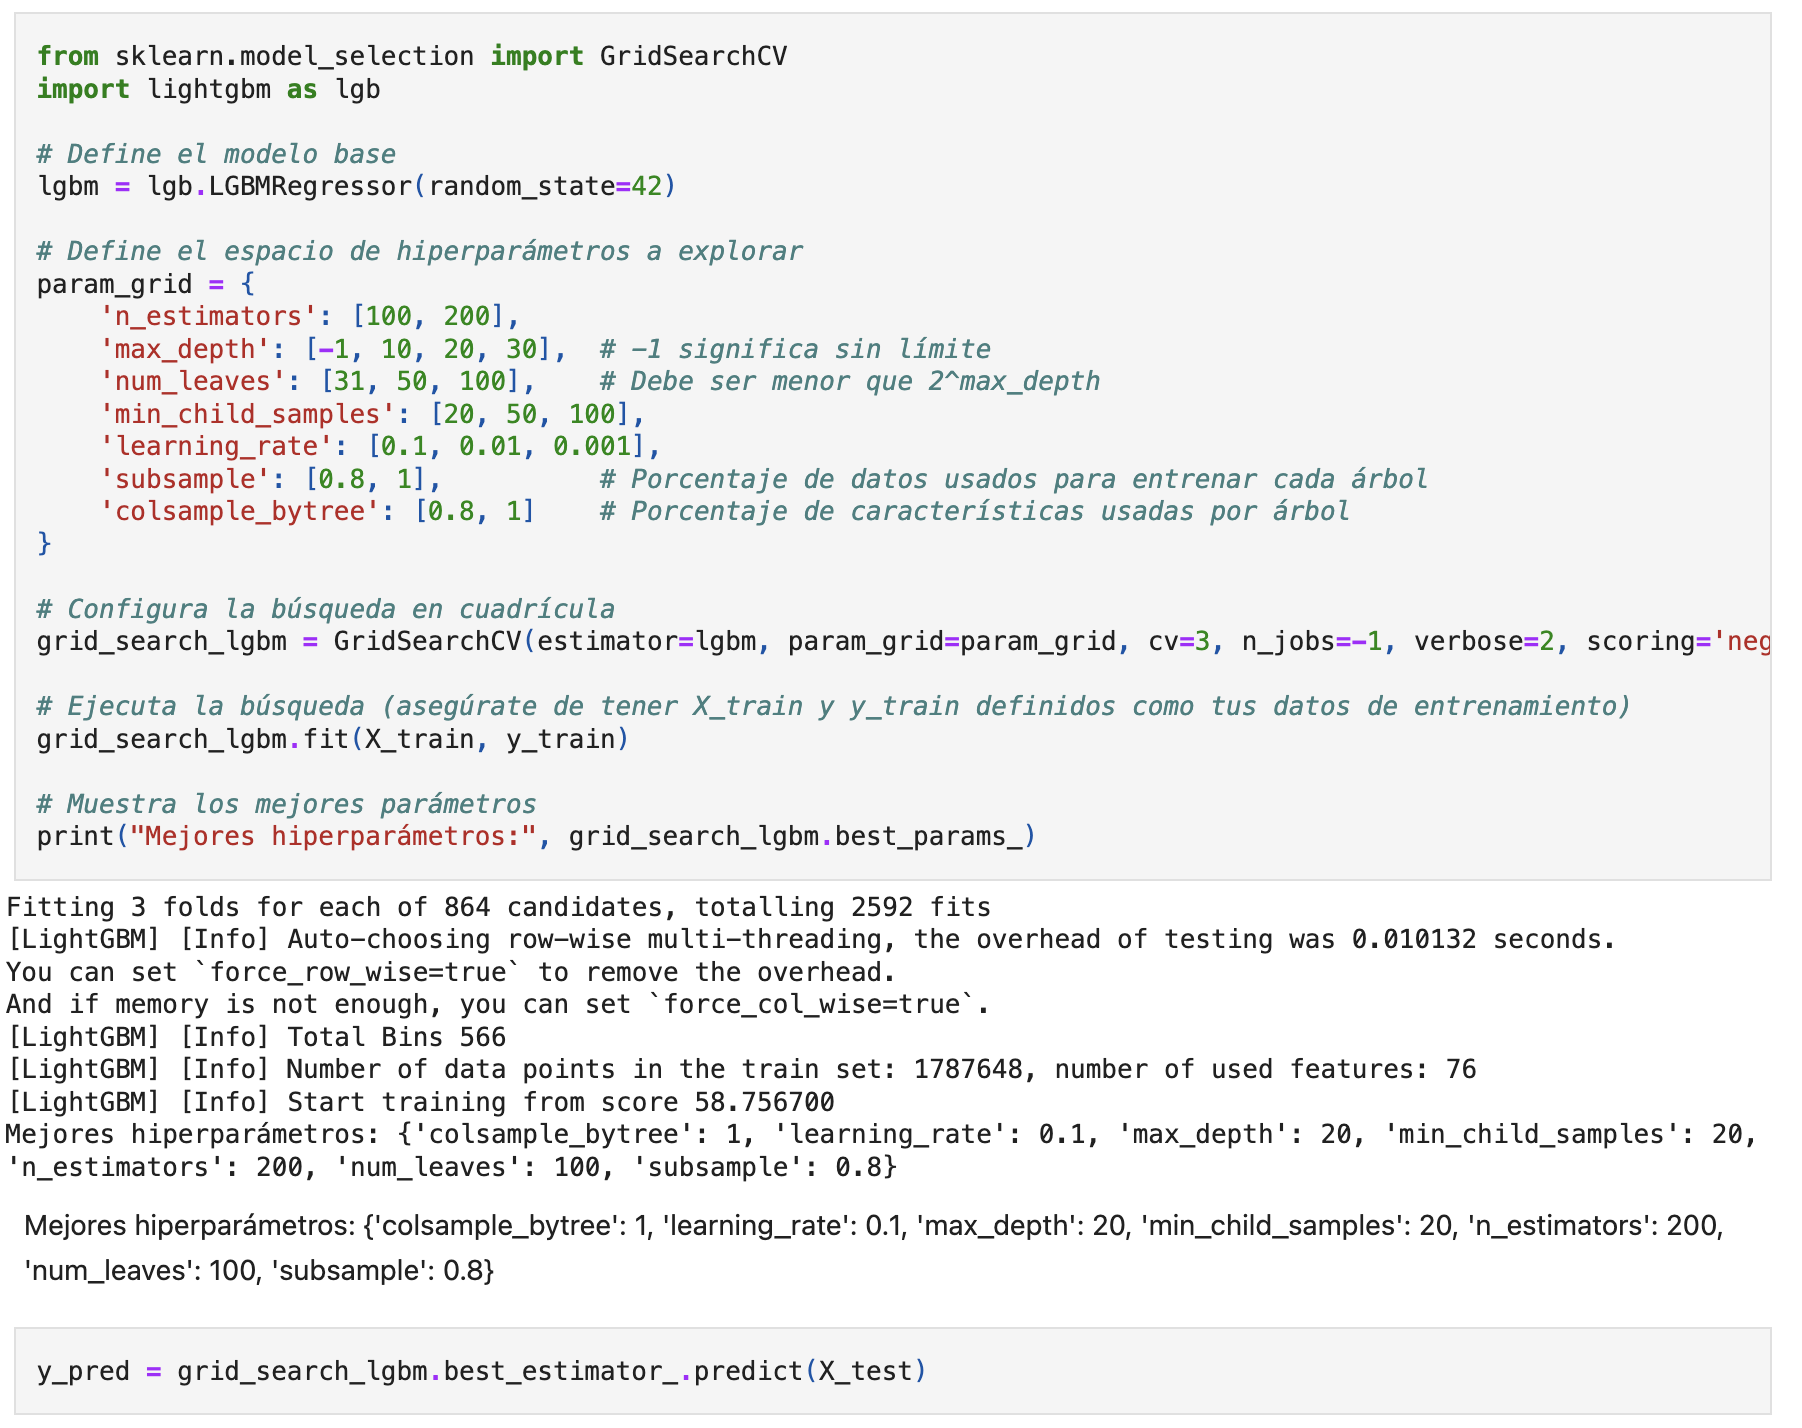 from sklearn.model_selection import GridSearchCV
import lightgbm as lgb
# Define el modelo base
lgbm = lgb.LGBMRegressor(random_state=42)
# Define el espacio de hiperparámetros a explorar
param_grid = {
    'n_estimators': [100, 200],
    'max_depth': [-1, 10, 20, 30],  # -1 significa sin límite
    'num_leaves': [31, 50, 100],    # Debe ser menor que 2^max_depth
    'min_child_samples': [20, 50, 100],
    'learning_rate': [0.1, 0.01, 0.001],
    'subsample': [0.8, 1],          # Porcentaje de datos usados para entrenar cada árbol
    'colsample_bytree': [0.8, 1]    # Porcentaje de características usadas por árbol
}
# Configura la búsqueda en cuadrícula
grid_search_lgbm = GridSearchCV(estimator=lgbm, param_grid=param_grid, cv=3, n_jobs=-1, verbose=2, scoring='neg
# Ejecuta la búsqueda (asegúrate de tener X_train y y_train definidos como tus datos de entrenamiento)
grid_search_lgbm.fit(X_train, y_train)
# Muestra los mejores parámetros
print("Mejores hiperparámetros:", grid_search_lgbm.best_params_)
Fitting 3 folds for each of 864 candidates, totalling 2592 fits
[LightGBM] [Info] Auto-choosing row-wise multi-threading, the overhead of testing was 0.010132 seconds.
You can set `force_row_wise=true` to remove the overhead.
And if memory is not enough, you can set `force_col_wise=true`.
[LightGBM] [Info] Total Bins 566
[LightGBM] [Info] Number of data points in the train set: 1787648, number of used features: 76
[LightGBM] [Info] Start training from score 58.756700
Mejores hiperparámetros: {'colsample_bytree': 1, 'learning_rate': 0.1, 'max_depth': 20, 'min_child_samples': 20,
'n_estimators': 200, 'num_leaves': 100, 'subsample': 0.8}
Mejores hiperparámetros: {'colsample_bytree': 1, 'learning_rate': 0.1, 'max_depth': 20, 'min_child_samples': 20, 'n_estimators': 200,
'num_leaves': 100, 'subsample': 0.8}
y_pred = grid_search_lgbm.best_estimator_.predict(X_test)